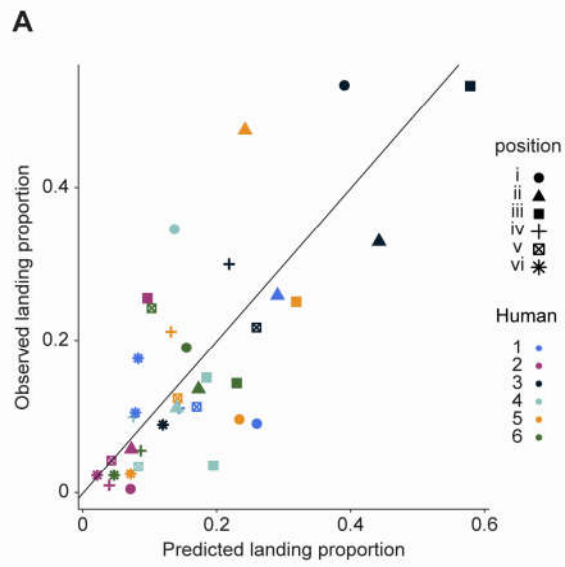 A
Observed landing proportion
0.4
0.2
0
0
0.2
0.4
0.6
Predicted landing proportion
position
i
ii
iii
iv
v
vi
Human
1
2
3
4
5
6